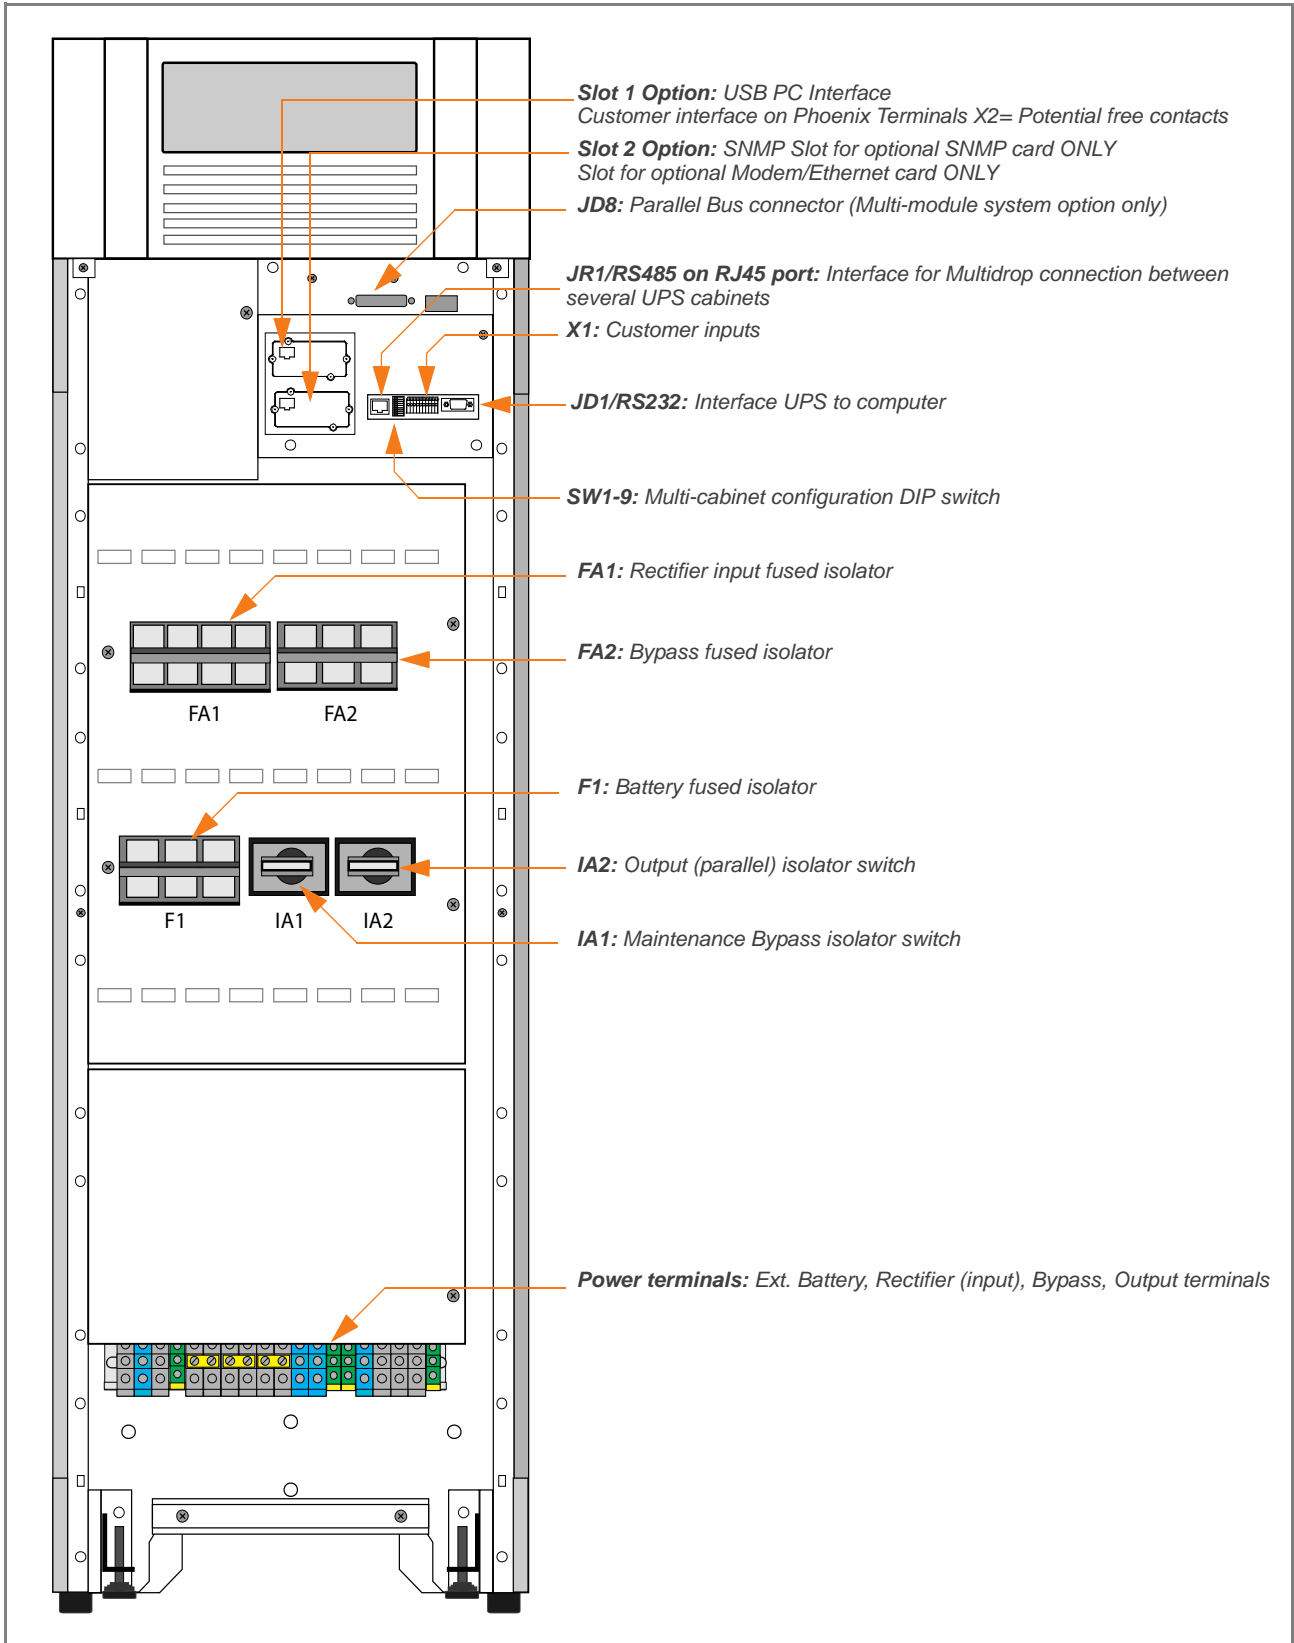 Slot 1 Option: USB PC Interface
Customer interface on Phoenix Terminals X2= Potential free contacts
Slot 2 Option: SNMP Slot for optional SNMP card ONLY
Slot for optional Modem/Ethernet card ONLY
JD8: Parallel Bus connector (Multi-module system option only)
JR1/RS485 on RJ45 port: Interface for Multidrop connection between
several UPS cabinets
X1: Customer inputs
JD1/RS232: Interface UPS to computer
SW1-9: Multi-cabinet configuration DIP switch
FA1: Rectifier input fused isolator
FA2: Bypass fused isolator
FA1
FA2
F1: Battery fused isolator
IA2: Output (parallel) isolator switch
F1
IA1
IA2
IA1: Maintenance Bypass isolator switch
Power terminals: Ext. Battery, Rectifier (input), Bypass, Output terminals